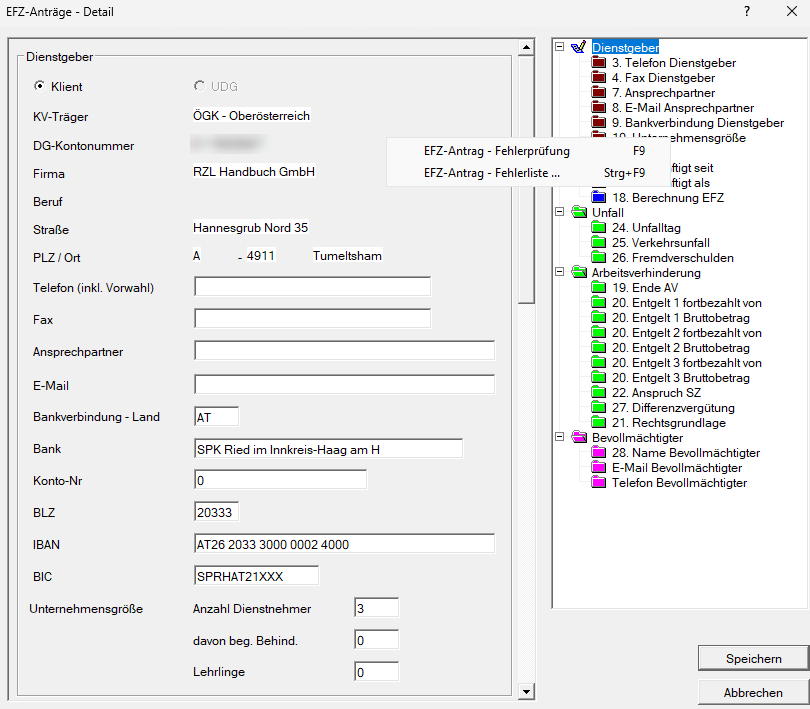 EFZ-Anträge - Detail
?
Dienstgeber
Klient
UDG
KV-Träger
ÖGK - Oberösterreich
DG-Kontonummer
Firma
RZL Handbuch GmbH
Beruf
Straße
Hannesgrub Nord 35
PLZ / Ort
A - 4911 Tumeltsham
Telefon (inkl. Vorwahl)
Fax
Ansprechpartner
E-Mail
Bankverbindung - Land
AT
Bank
SPK Ried im Innkreis-Haag am H
Konto-Nr
0
BLZ
20333
IBAN
AT26 2033 3000 0002 4000
BIC
SPRHAT21XXX
Unternehmensgröße
Anzahl Dienstnehmer
3
davon beg. Behind.
0
Lehrlinge
0
EFZ-Antrag - Fehlerprüfung F9
EFZ-Antrag - Fehlerliste ... Strg+F9
Dienstgeber
3. Telefon Dienstgeber
4. Fax Dienstgeber
7. Ansprechpartner
8. E-Mail Ansprechpartner
9. Bankverbindung Dienstgeber
10. Unternehmensgröße
ftigt seit
ftigt als
18. Berechnung EFZ
Unfall
24. Unfalltag
25. Verkehrsunfall
26. Fremdverschulden
Arbeitsverhinderung
19. Ende AV
20. Entgelt 1 fortbezahlt von
20. Entgelt 1 Bruttobetrag
20. Entgelt 2 fortbezahlt von
20. Entgelt 2 Bruttobetrag
20. Entgelt 3 fortbezahlt von
20. Entgelt 3 Bruttobetrag
22. Anspruch SZ
27. Differenzvergütung
21. Rechtsgrundlage
Bevollmächtigter
28. Name Bevollmächtigter
E-Mail Bevollmächtigter
Telefon Bevollmächtigter
Speichern
Abbrechen